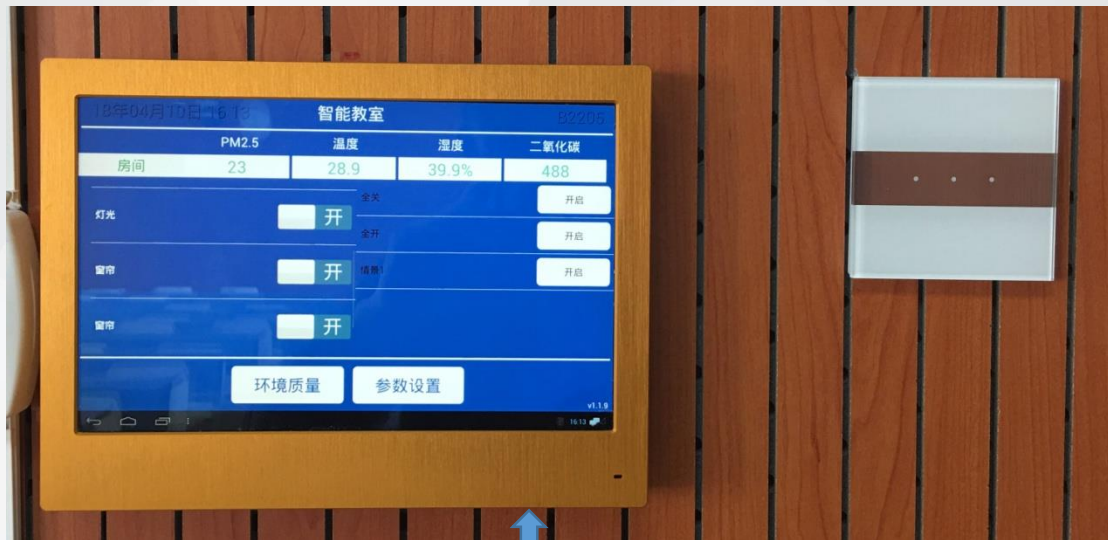 18年04月10日 16:13 智能教室 B2206
PM2.5 温度 湿度 二氧化碳
房间 23 28.9 39.9% 488
全关 开启
灯光 开
全开 开启
窗帘 开 情景1 开启
窗帘 开
环境质量 参数设置
v1.1.9
16:13